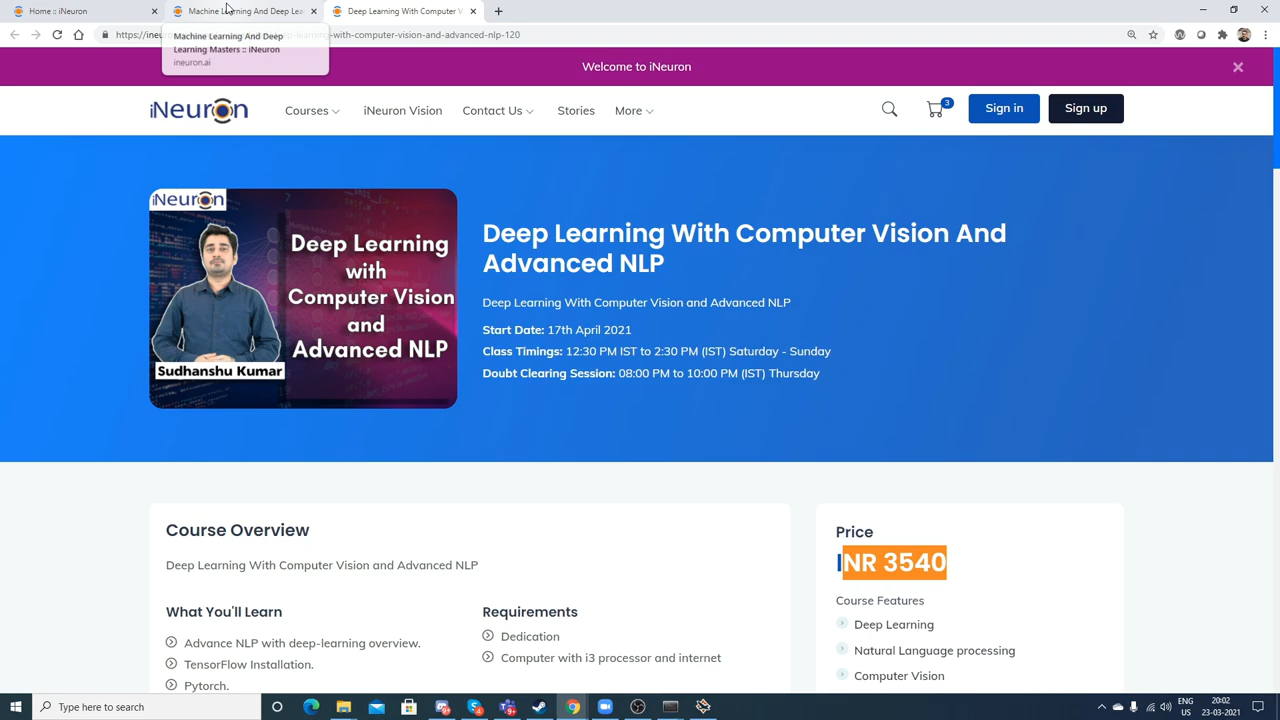 Home :: iNeuron
Machine Learning And Deep Lea
Deep Learning With Computer V
-with-computer-vision-and-advanced-nlp-120
Machine Learning And Deep
Learning Masters :: iNeuron
ineuron.ai
Welcome to iNeuron
iNeuron
Courses
iNeuron Vision
Contact Us
Stories
More
3
Sign in
Sign up
iNeuron
Deep Learning
with
Computer Vision
and
Advanced NLP
Sudhanshu Kumar
Deep Learning With Computer Vision And
Advanced NLP
Deep Learning With Computer Vision and Advanced NLP
Start Date: 17th April 2021
Class Timings: 12:30 PM IST to 2:30 PM (IST) Saturday - Sunday
Doubt Clearing Session: 08:00 PM to 10:00 PM (IST) Thursday
Course Overview
Deep Learning With Computer Vision and Advanced NLP
What You'll Learn
Advance NLP with deep-learning overview.
TensorFlow Installation.
Pytorch.
Requirements
Dedication
Computer with i3 processor and internet
Price
INR 3540
Course Features
Deep Learning
Natural Language processing
Computer Vision
Type here to search
ENG
US
20:02
23-03-2021